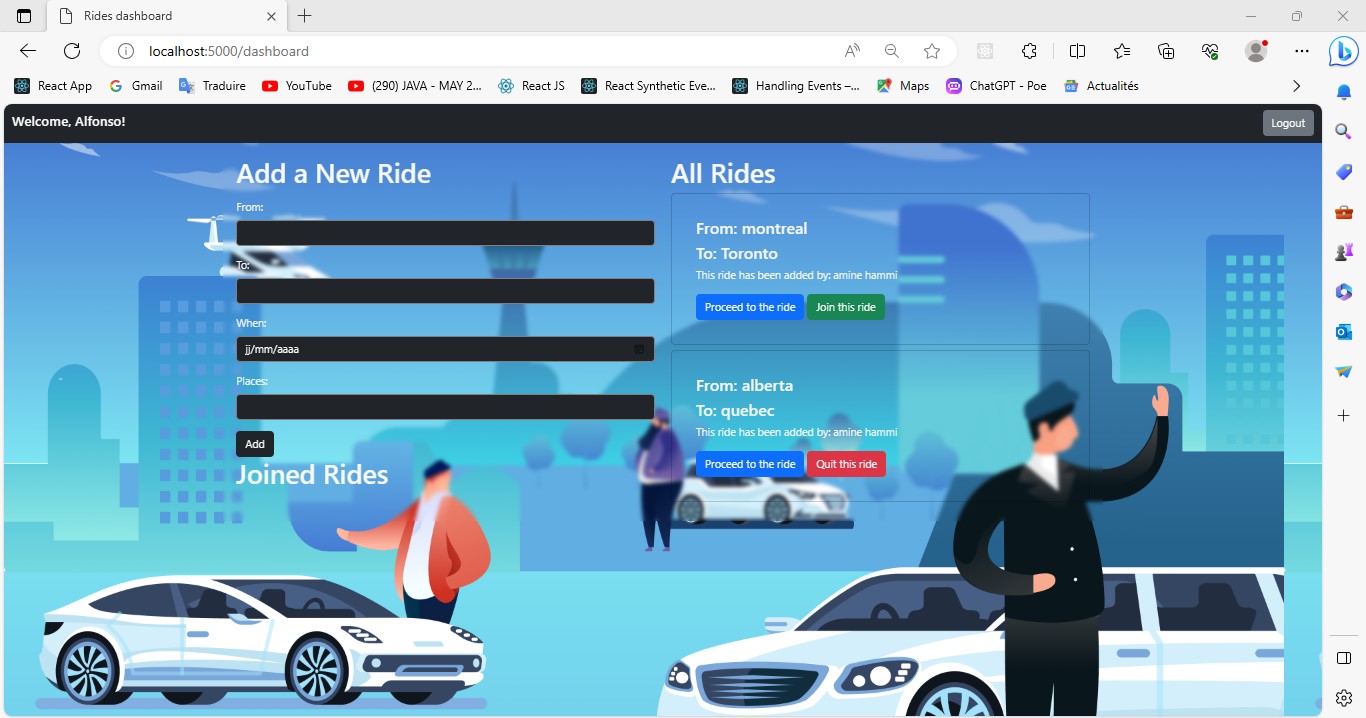 Rides dashboard
localhost:5000/dashboard
React App
Gmail
Traduire
YouTube
(290) JAVA - MAY 2...
React JS
React Synthetic Eve...
Handling Events –...
Maps
ChatGPT - Poe
Actualités
Welcome, Alfonso!
Logout
Add a New Ride
From:
To:
When:
jj/mm/aaaa
Places:
Add
Joined Rides
All Rides
From: montreal
To: Toronto
This ride has been added by: amine hammi
Proceed to the ride
Join this ride
From: alberta
To: quebec
This ride has been added by: amine hammi
Proceed to the ride
Quit this ride